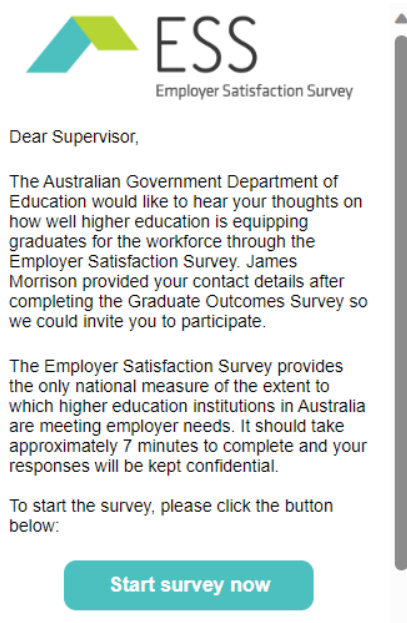 ESS
Employer Satisfaction Survey
Dear Supervisor,
The Australian Government Department of
Education would like to hear your thoughts on
how well higher education is equipping
graduates for the workforce through the
Employer Satisfaction Survey. James
Morrison provided your contact details after
completing the Graduate Outcomes Survey so
we could invite you to participate.
The Employer Satisfaction Survey provides
the only national measure of the extent to
which higher education institutions in Australia
are meeting employer needs. It should take
approximately 7 minutes to complete and your
responses will be kept confidential.
To start the survey, please click the button
below:
Start survey now